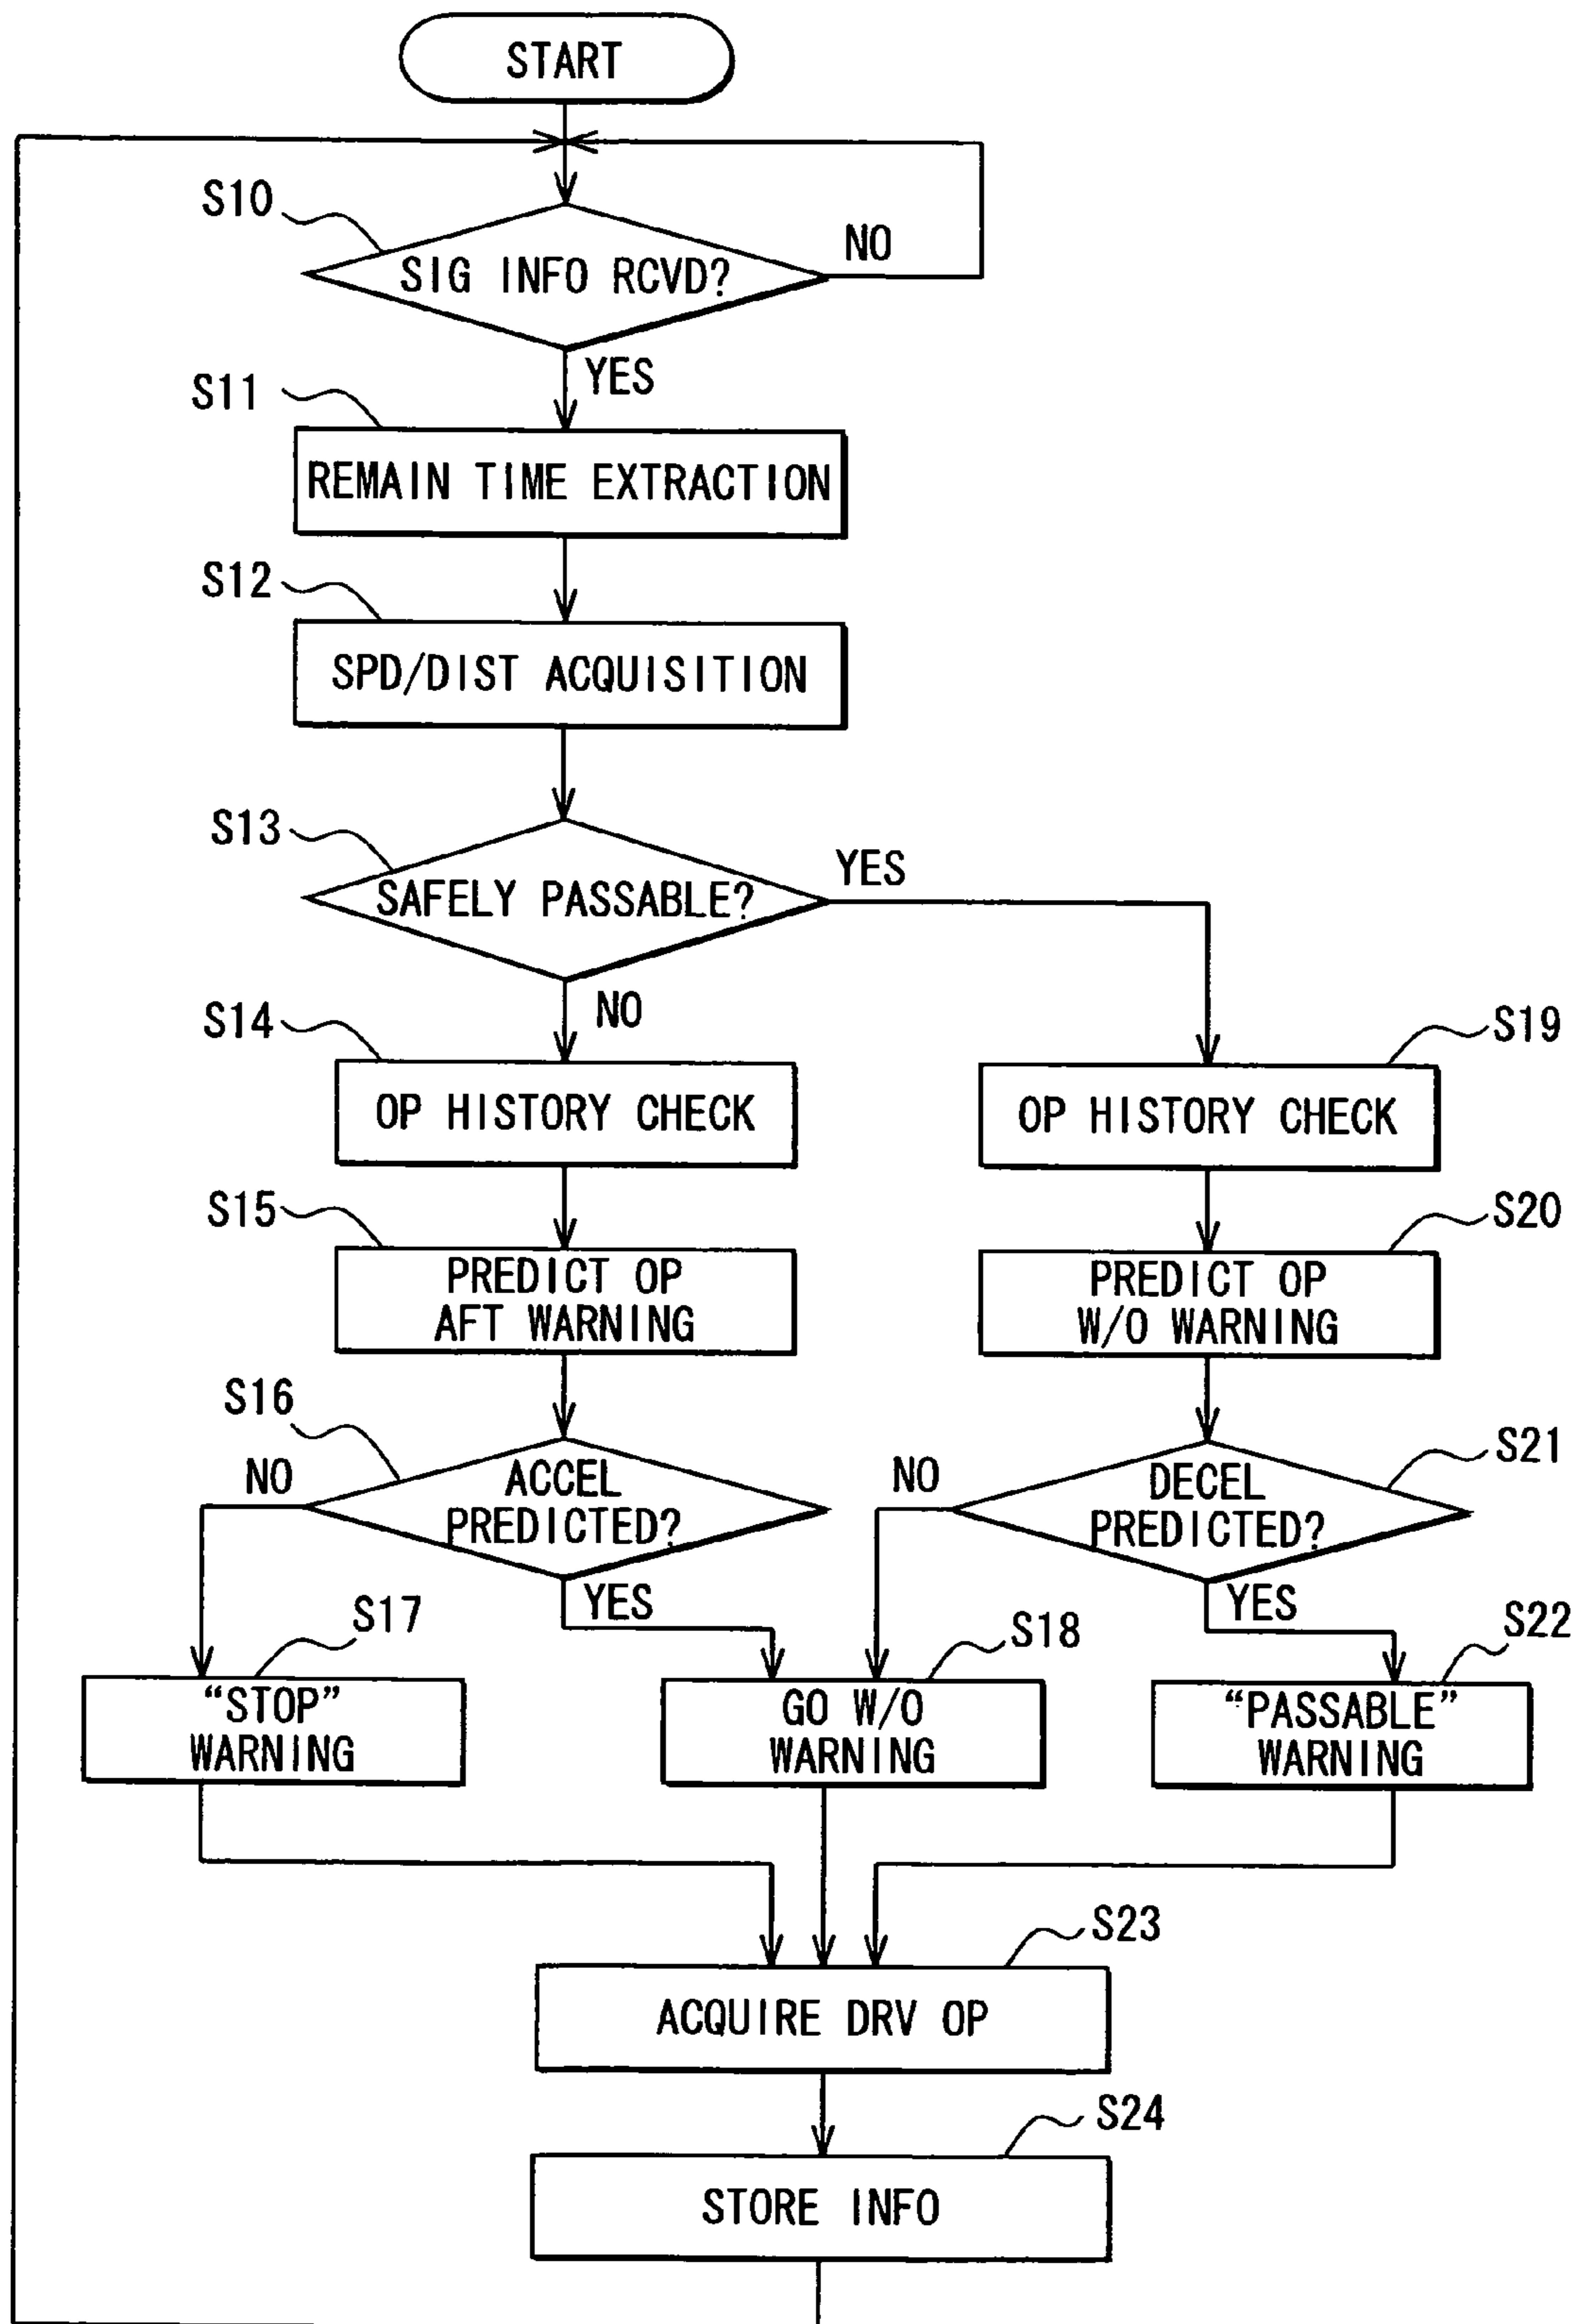 START
S10
SIG INFO RCVD?
NO
YES
S11
REMAIN TIME EXTRACTION
S12
SPD/DIST ACQUISITION
S13
SAFELY PASSABLE?
YES
NO
S14
OP HISTORY CHECK
S19
OP HISTORY CHECK
S15
PREDICT OP
AFT WARNING
S20
PREDICT OP
W/O WARNING
S16
ACCEL
PREDICTED?
NO
YES
S21
DECEL
PREDICTED?
NO
YES
S17
“STOP”
WARNING
S18
GO W/O
WARNING
S22
“PASSABLE”
WARNING
S23
ACQUIRE DRV OP
S24
STORE INFO